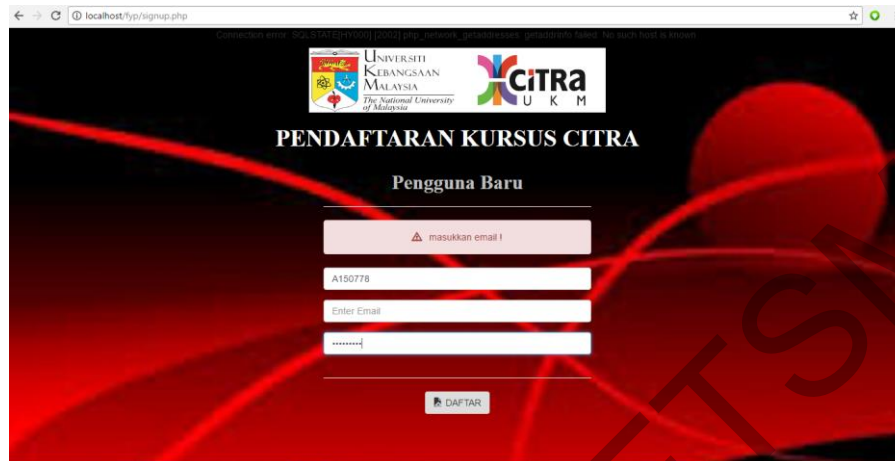 localhost/fyp/signup.php
Connection error: SQLSTATE[HY000] [2002] php_network_getaddresses: getaddrinfo failed: No such host is known.
UNIVERSITI
KEBANGSAAN
MALAYSIA
The National University
of Malaysia
CiTRa
U K M
PENDAFTARAN KURSUS CITRA
Pengguna Baru
masukkan email !
A150778
Enter Email
DAFTAR